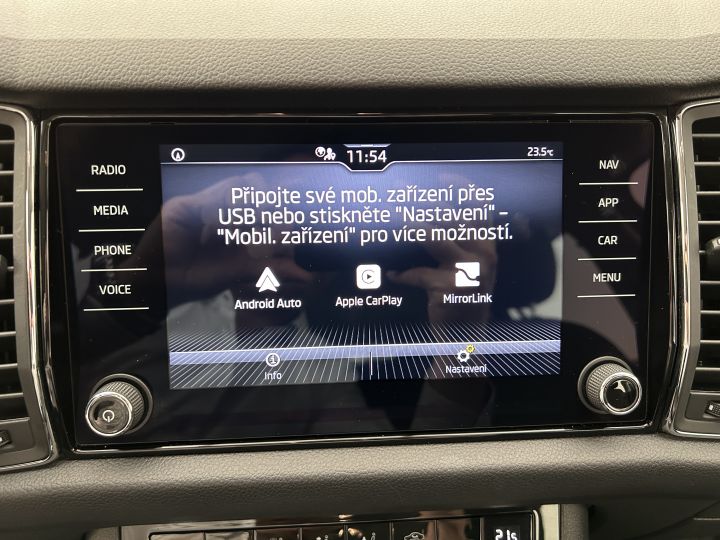 RADIO
MEDIA
PHONE
VOICE
11:54
23.5°C
Připojte své mob. zařízení přes
USB nebo stiskněte "Nastavení" –
"Mobil. zařízení" pro více možností.
Android Auto
Apple CarPlay
MirrorLink
Info
Nastavení
NAV
APP
CAR
MENU